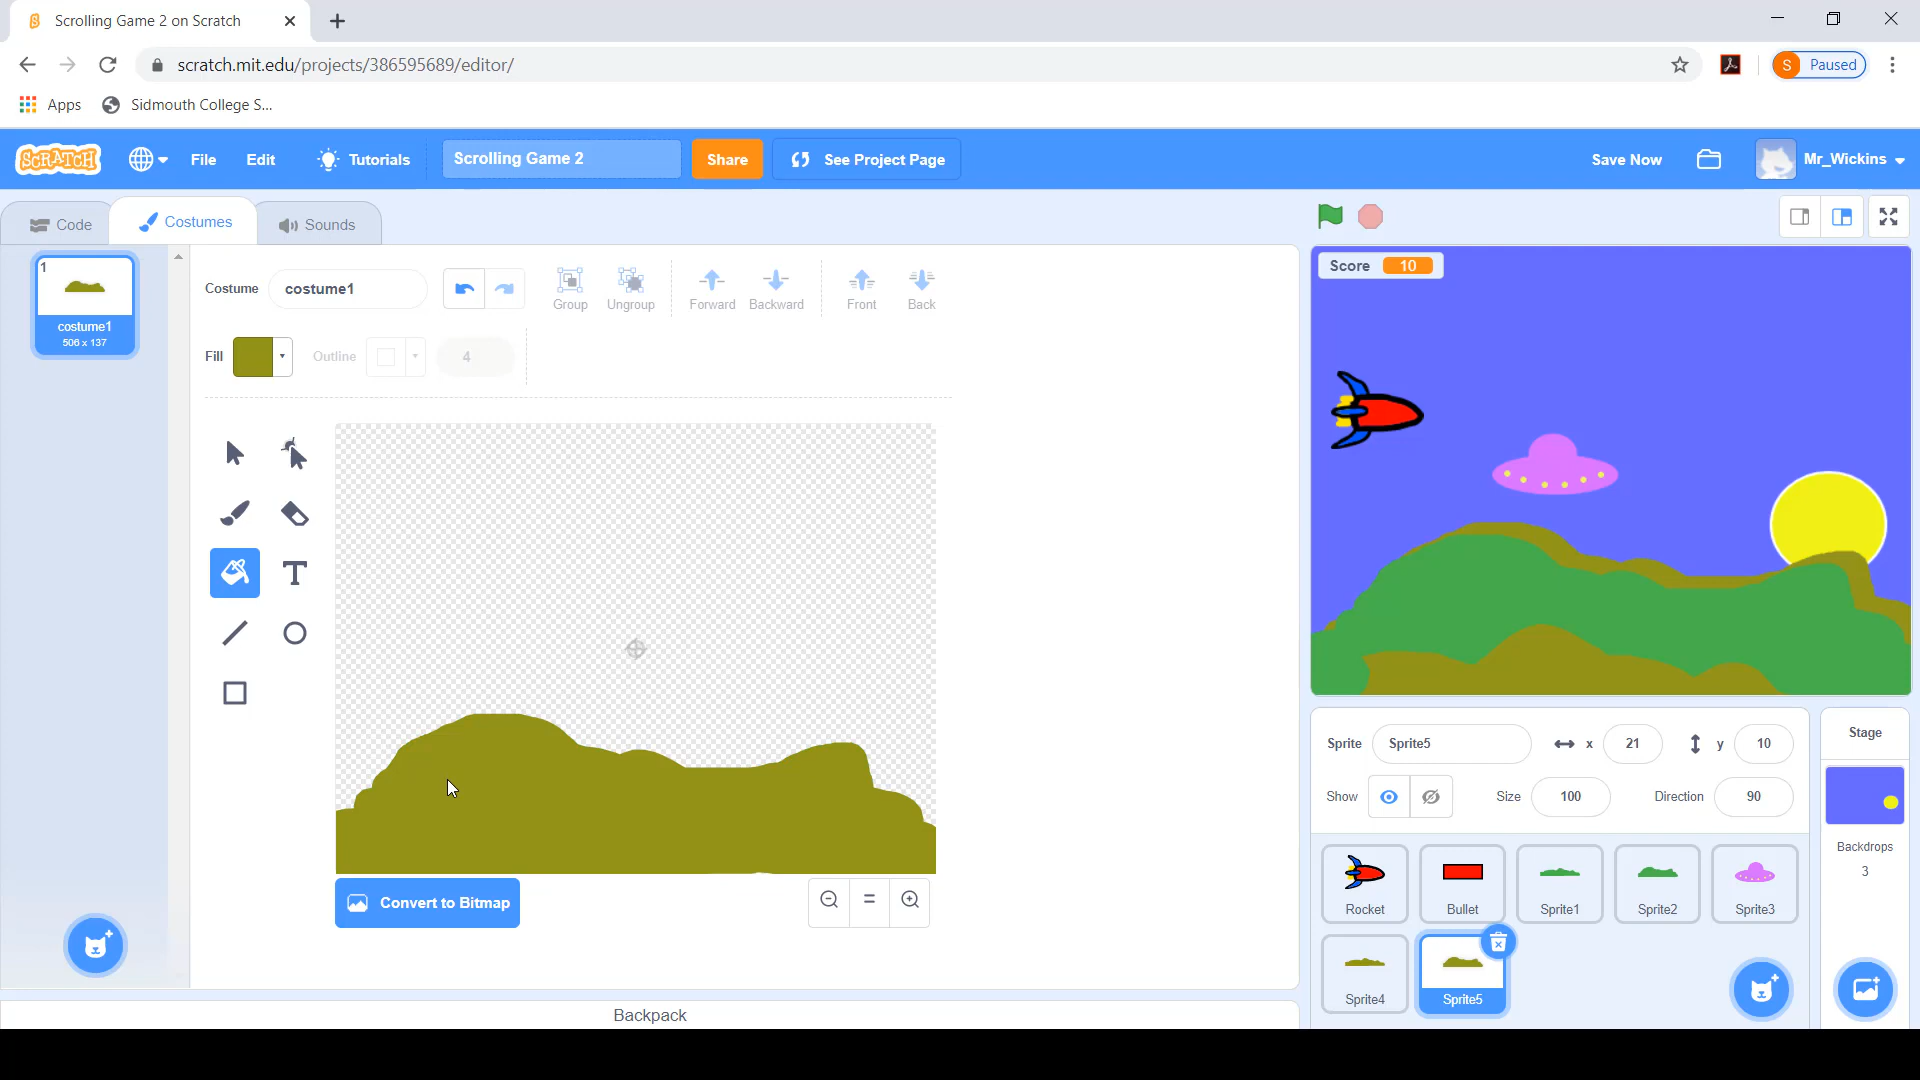 Scrolling Game 2 on Scratch
scratch.mit.edu/projects/386595689/editor/
S Paused
Apps Sidmouth College S...
SCRATCH File Edit Tutorials Scrolling Game 2 Share See Project Page Save Now Mr_Wickins
Code Costumes Sounds
1
costume1
506 x 137
Costume costume1 Group Ungroup Forward Backward Front Back
Fill Outline 4
T
Convert to Bitmap
Backpack
Score 10
Sprite Sprite5 x 21 y 10
Show Size 100 Direction 90
Rocket Bullet Sprite1 Sprite2 Sprite3
Sprite4 Sprite5
Stage
Backdrops
3